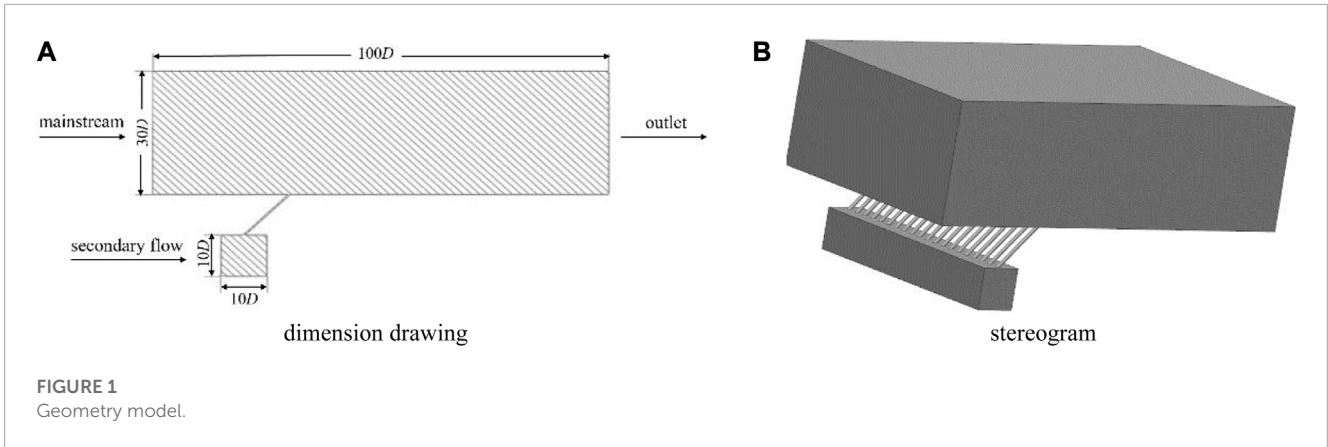 A
100D
mainstream
30D
outlet
secondary flow
10D
10D
dimension drawing
B
stereogram
FIGURE 1
Geometry model.